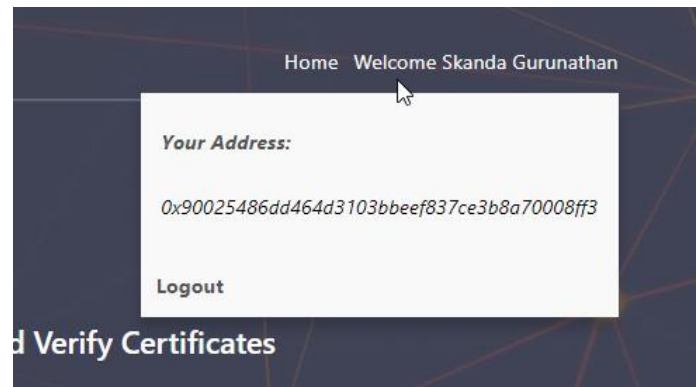 Home Welcome Skanda Gurunathan
Your Address:
0x90025486dd464d3103bbeef837ce3b8a70008ff3
Logout
d Verify Certificates